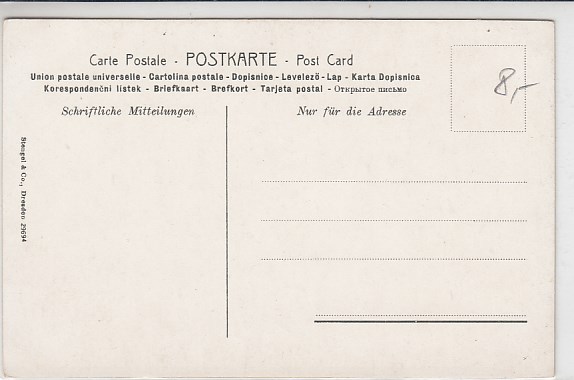 Carte Postale - POSTKARTE - Post Card
Union postale universelle - Cartolina postale - Dopisnice - Levelező - Lap - Karta Dopisnica
Korespondenční lístek - Briefkaart - Brefkort - Tarjeta postal - Открытое письмо
Schriftliche Mitteilungen
Nur für die Adresse
8,-
Stengel & Co., Dresden 29694